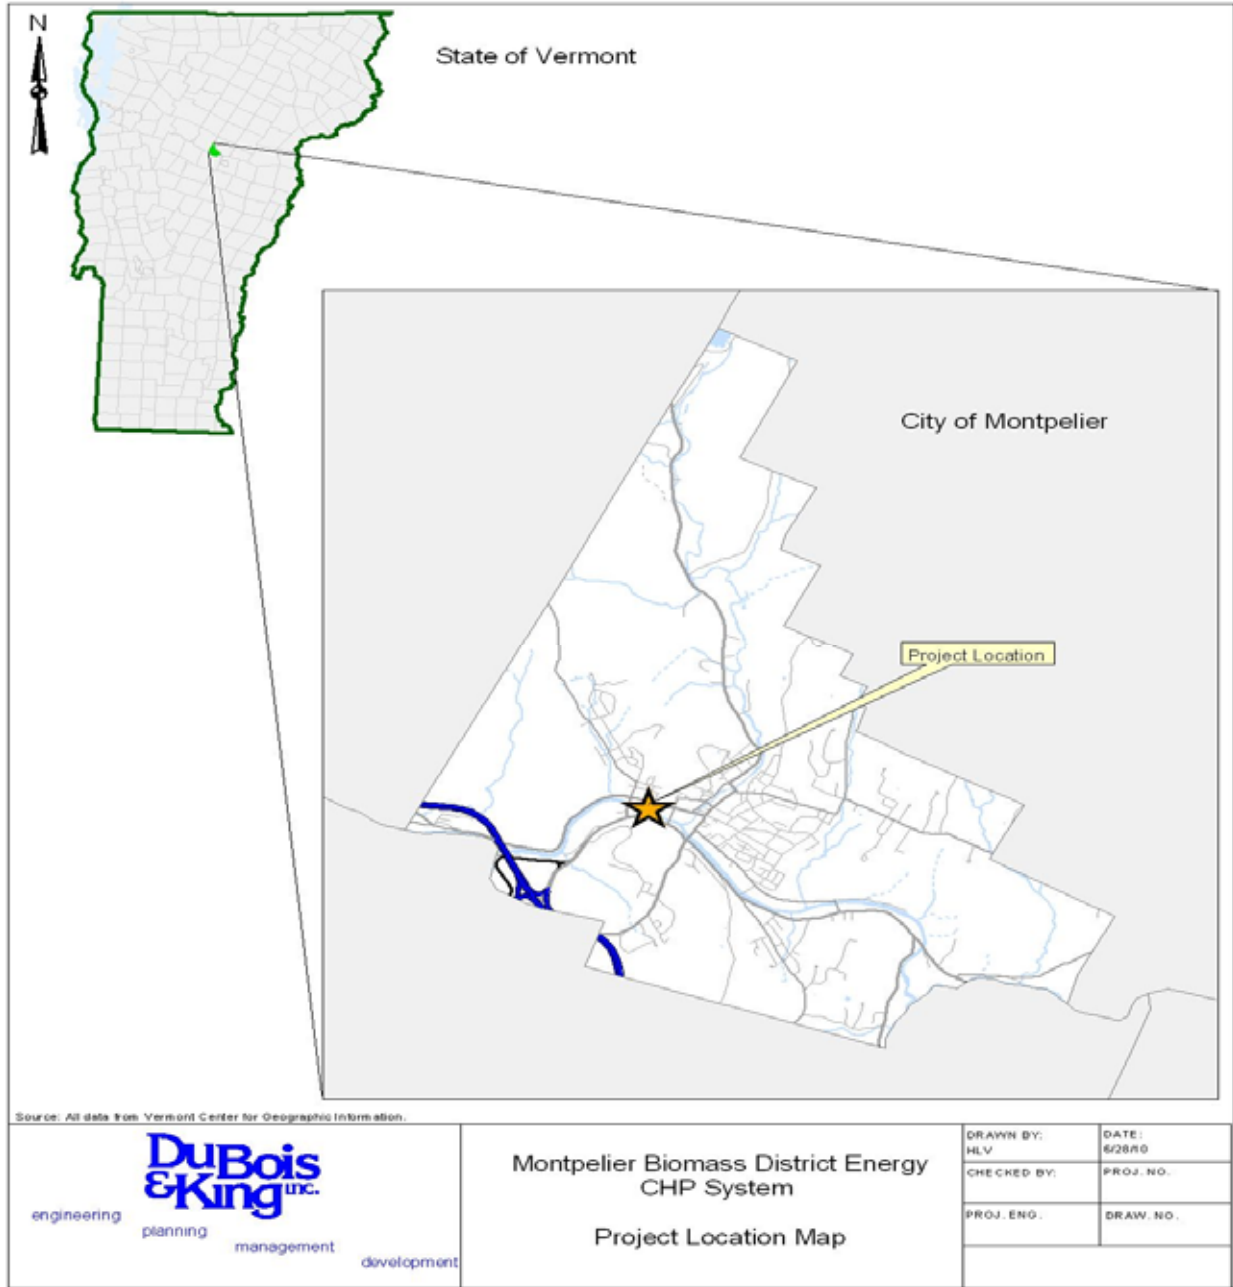 N
State of Vermont
City of Montpelier
Project Location
Source: All data from Vermont Center for Geographic Information.
DuBois
&King inc.
engineering
planning
management
development
Montpelier Biomass District Energy
CHP System
Project Location Map
DRAWN BY:
HLV
DATE:
6/28/10
CHECKED BY:
PROJ. NO.
PROJ. ENG.
DRAW. NO.